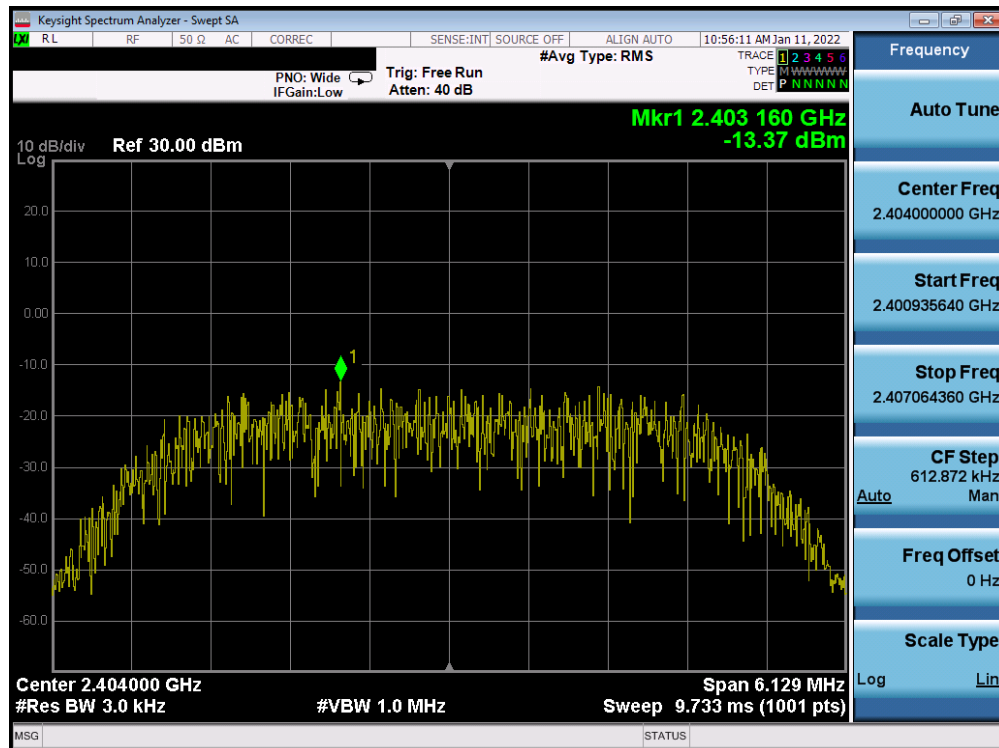 Keysight Spectrum Analyzer - Swept SA
LXI RL RF 50 Ω AC CORREC SENSE:INT SOURCE OFF ALIGN AUTO 10:56:11 AM Jan 11, 2022
#Avg Type: RMS TRACE 1 2 3 4 5 6
PNO: Wide Trig: Free Run TYPE M WWWWW
IFGain:Low Atten: 40 dB DET P N N N N N
Mkr1 2.403 160 GHz
-13.37 dBm
10 dB/div Ref 30.00 dBm
Log
20.0
10.0
0.00
-10.0
1
-20.0
-30.0
-40.0
-50.0
-60.0
Center 2.404000 GHz Span 6.129 MHz
#Res BW 3.0 kHz #VBW 1.0 MHz Sweep 9.733 ms (1001 pts)
MSG STATUS
Frequency
Auto Tune
Center Freq
2.404000000 GHz
Start Freq
2.400935640 GHz
Stop Freq
2.407064360 GHz
CF Step
612.872 kHz
Auto Man
Freq Offset
0 Hz
Scale Type
Log Lin